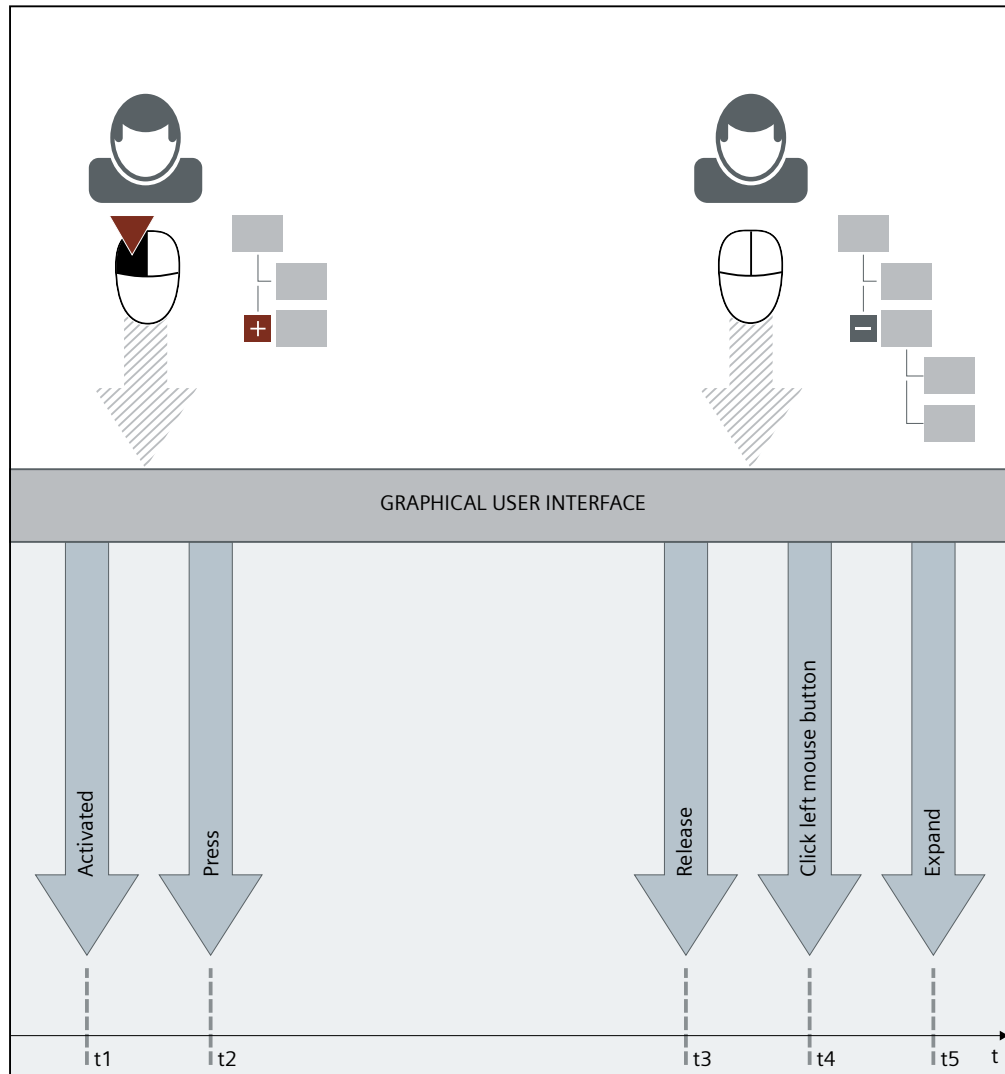 GRAPHICAL USER INTERFACE
Activated
Press
Release
Click left mouse button
Expand
t1
t2
t3
t4
t5
t